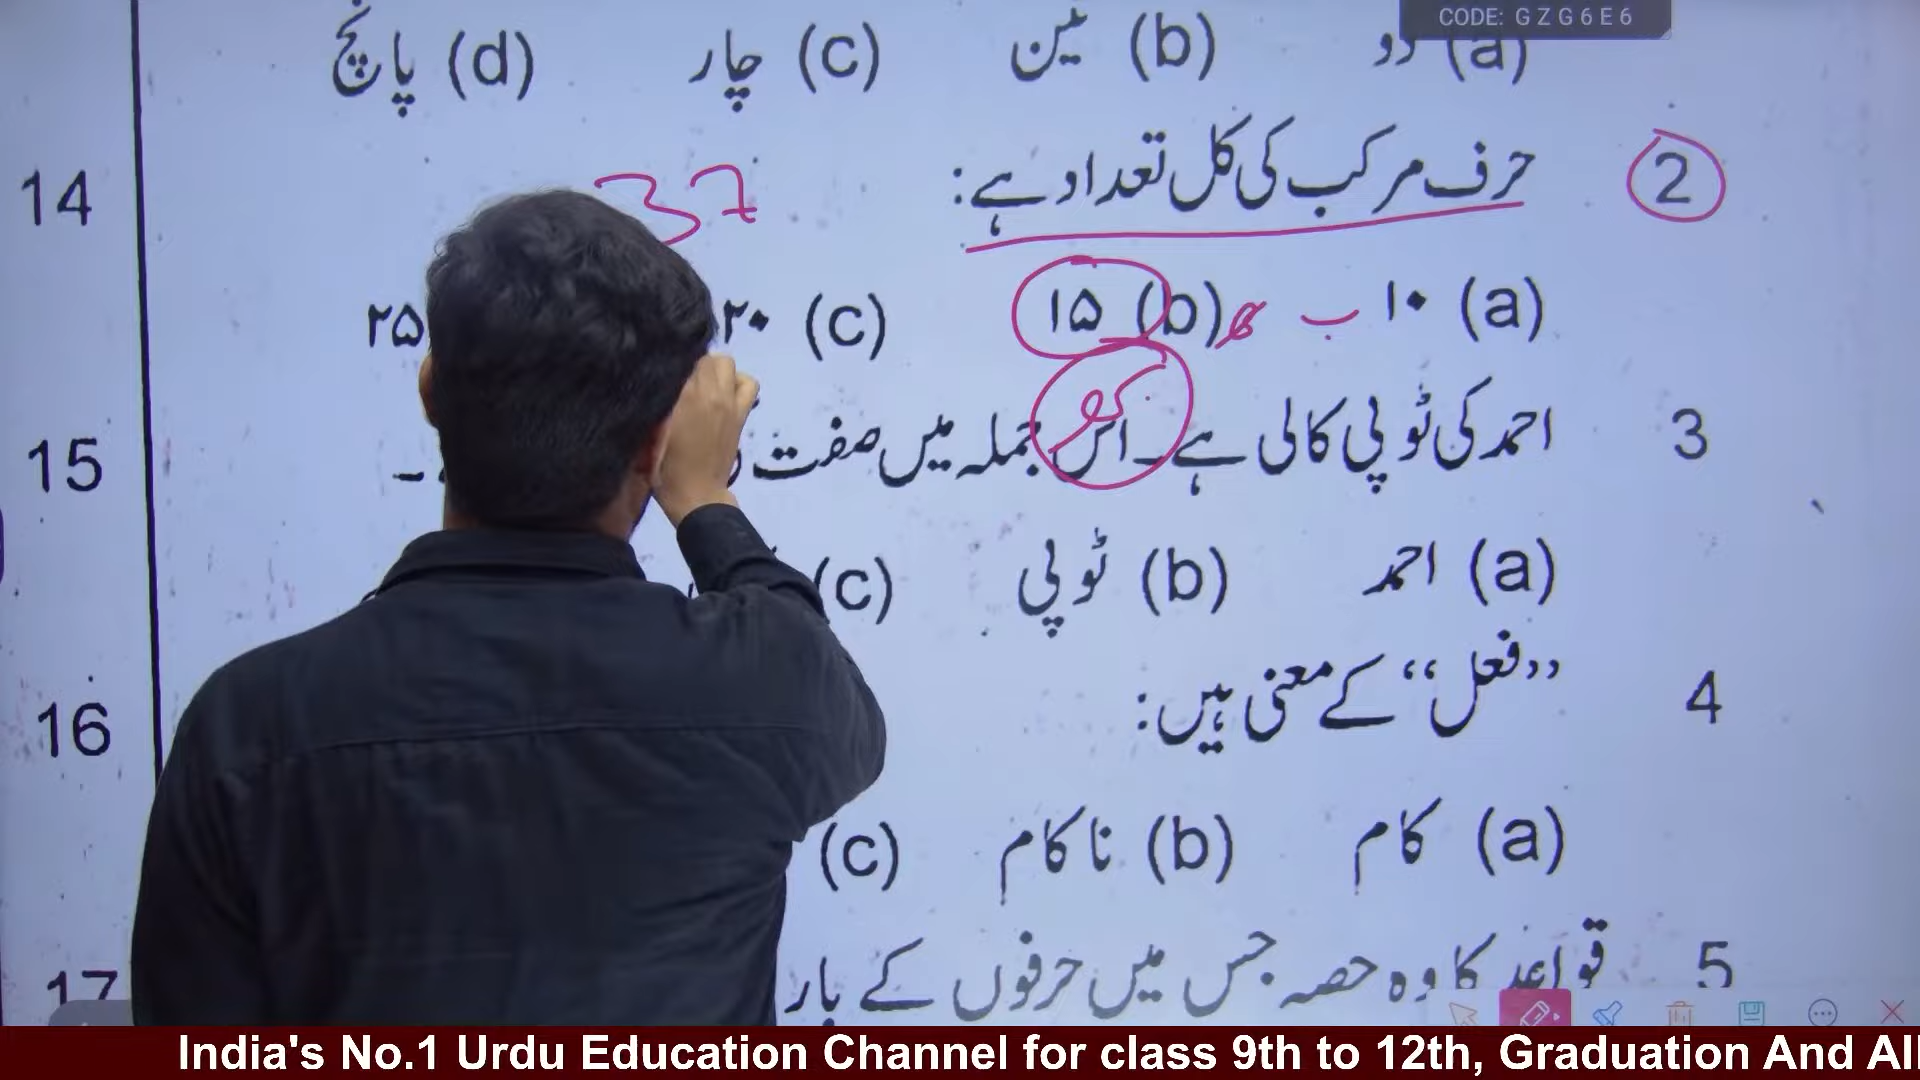 CODE: GZG6E6
(a) دو (b) تین (c) چار (d) پانچ
14
2 حرف مرکب کی کل تعداد ہے:
37
(a) ۱۰ ب ھ (b) ۱۵ (c) ۲۰ ۲۵
15
3 احمد کی ٹوپی کالی ہے۔ اس جملہ میں صفت
(a) احمد (b) ٹوپی (c)
16
4 ”فعل“ کے معنی ہیں:
(a) کام (b) ناکام (c)
17
5 قواعد کا وہ حصہ جس میں حرفوں کے بار
India's No.1 Urdu Education Channel for class 9th to 12th, Graduation And All